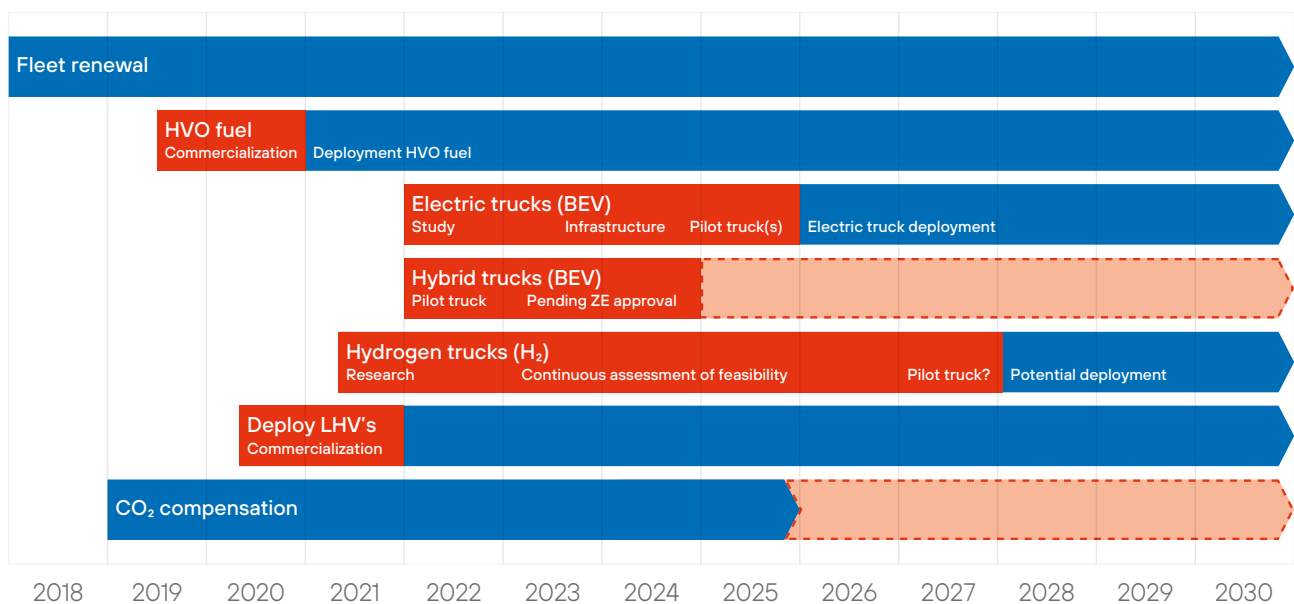 Fleet renewal
HVO fuel
Commercialization
Deployment HVO fuel
Electric trucks (BEV)
Study
Infrastructure
Pilot truck(s)
Electric truck deployment
Hybrid trucks (BEV)
Pilot truck
Pending ZE approval
Hydrogen trucks (H₂)
Research
Continuous assessment of feasibility
Pilot truck?
Potential deployment
Deploy LHV's
Commercialization
CO₂ compensation
2018 2019 2020 2021 2022 2023 2024 2025 2026 2027 2028 2029 2030